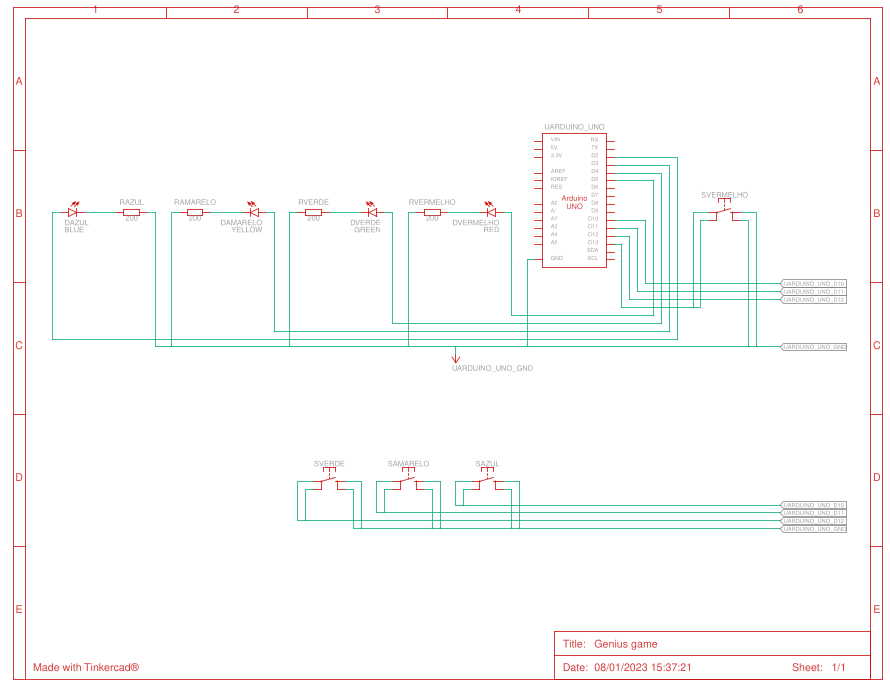 1 2 3 4 5 6
A A
UARDUINO_UNO
VIN RX
5V TX
3.3V D2
D3
AREF D4
IOREF D5
RES D6
D7
A0 D8
D9
D10
A3 D11
A4 D12
A5 D13
SDA
GND SCL
Arduino
UNO
SVERMELHO
RAZUL RAMARELO RVERDE RVERMELHO
B B
200 200 200 200
DAZUL
BLUE
DAMARELO
YELLOW
DVERDE
GREEN
DVERMELHO
RED
UARDUINO_UNO_D10
UARDUINO_UNO_D11
UARDUINO_UNO_D12
C C
UARDUINO_UNO_GND
UARDUINO_UNO_GND
SVERDE SAMARELO SAZUL
D D
UARDUINO_UNO_D10
UARDUINO_UNO_D11
UARDUINO_UNO_D12
UARDUINO_UNO_GND
E E
Title: Genius game
Made with Tinkercad®
Date: 08/01/2023 15:37:21 Sheet: 1/1